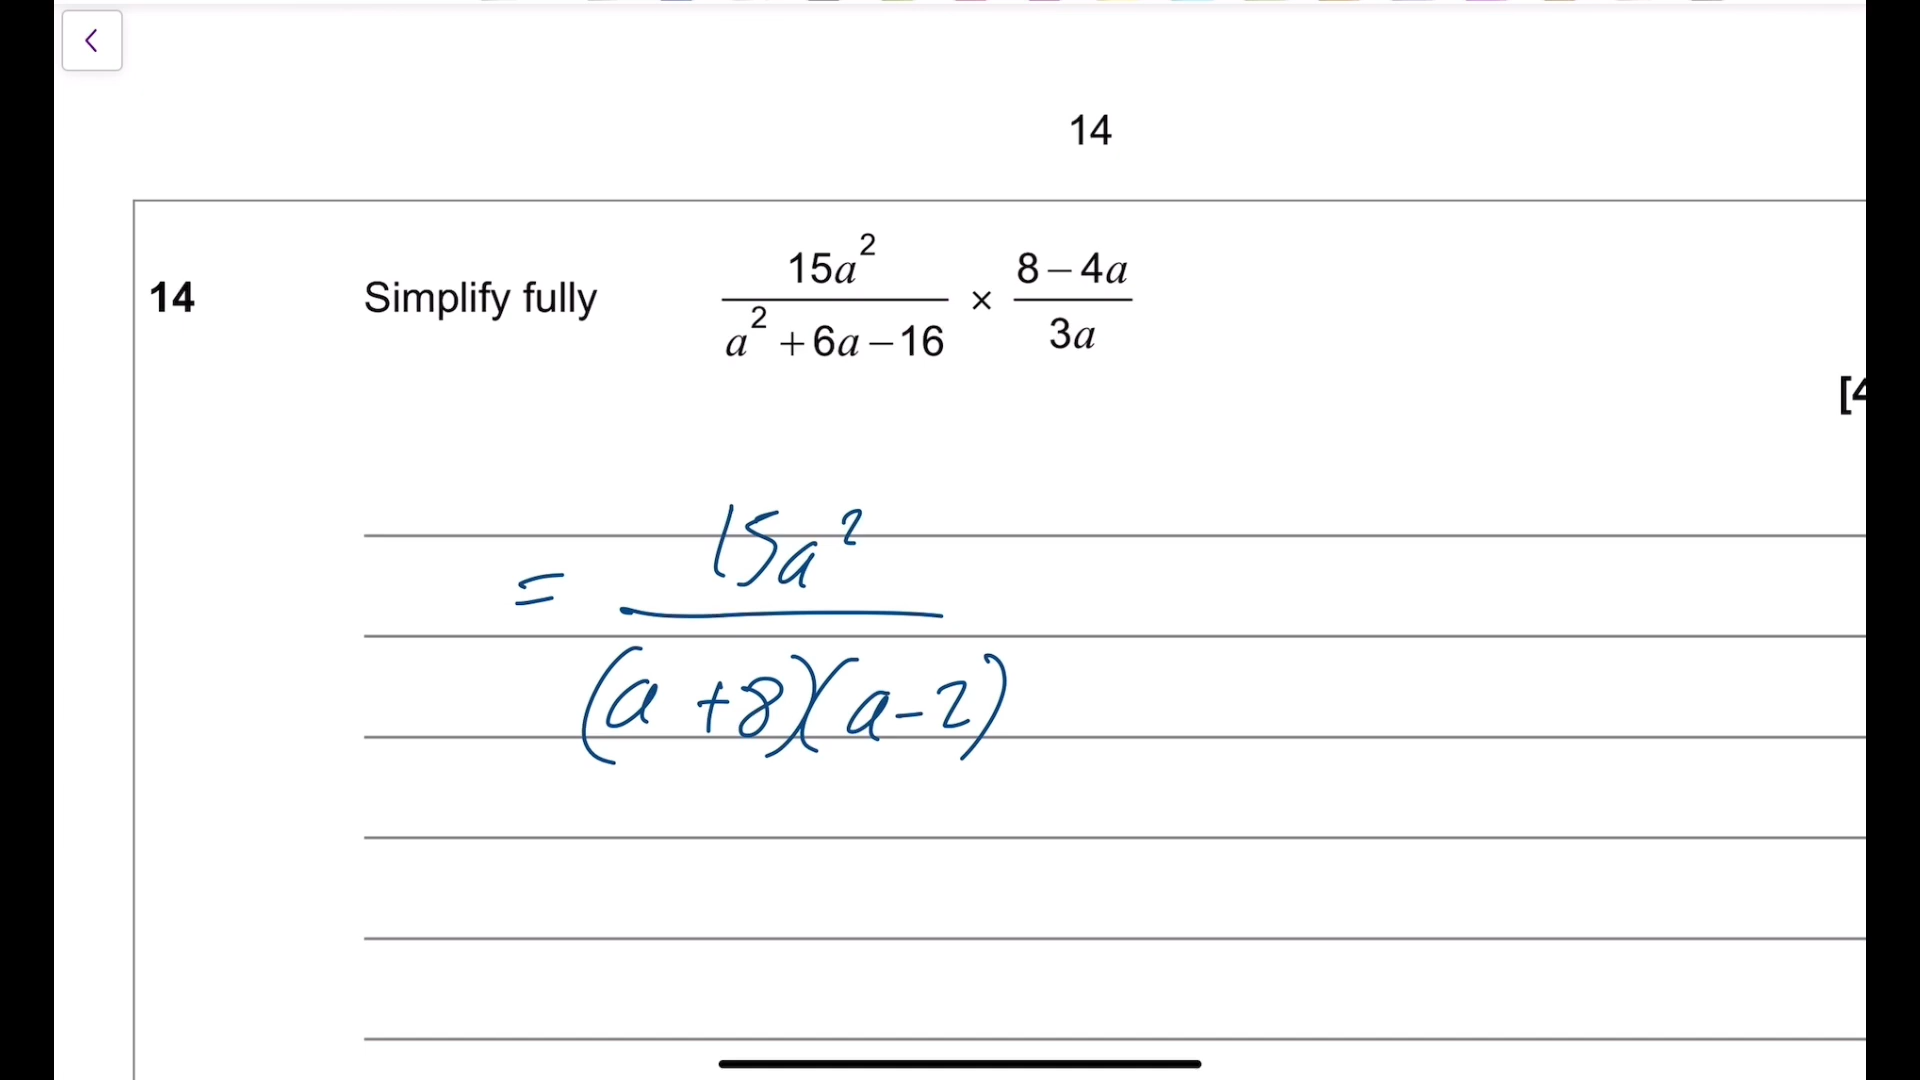 14
14 Simplify fully 15a² / (a² + 6a − 16) × (8 − 4a) / 3a
[4
= 15a² / (a + 8)(a − 2)